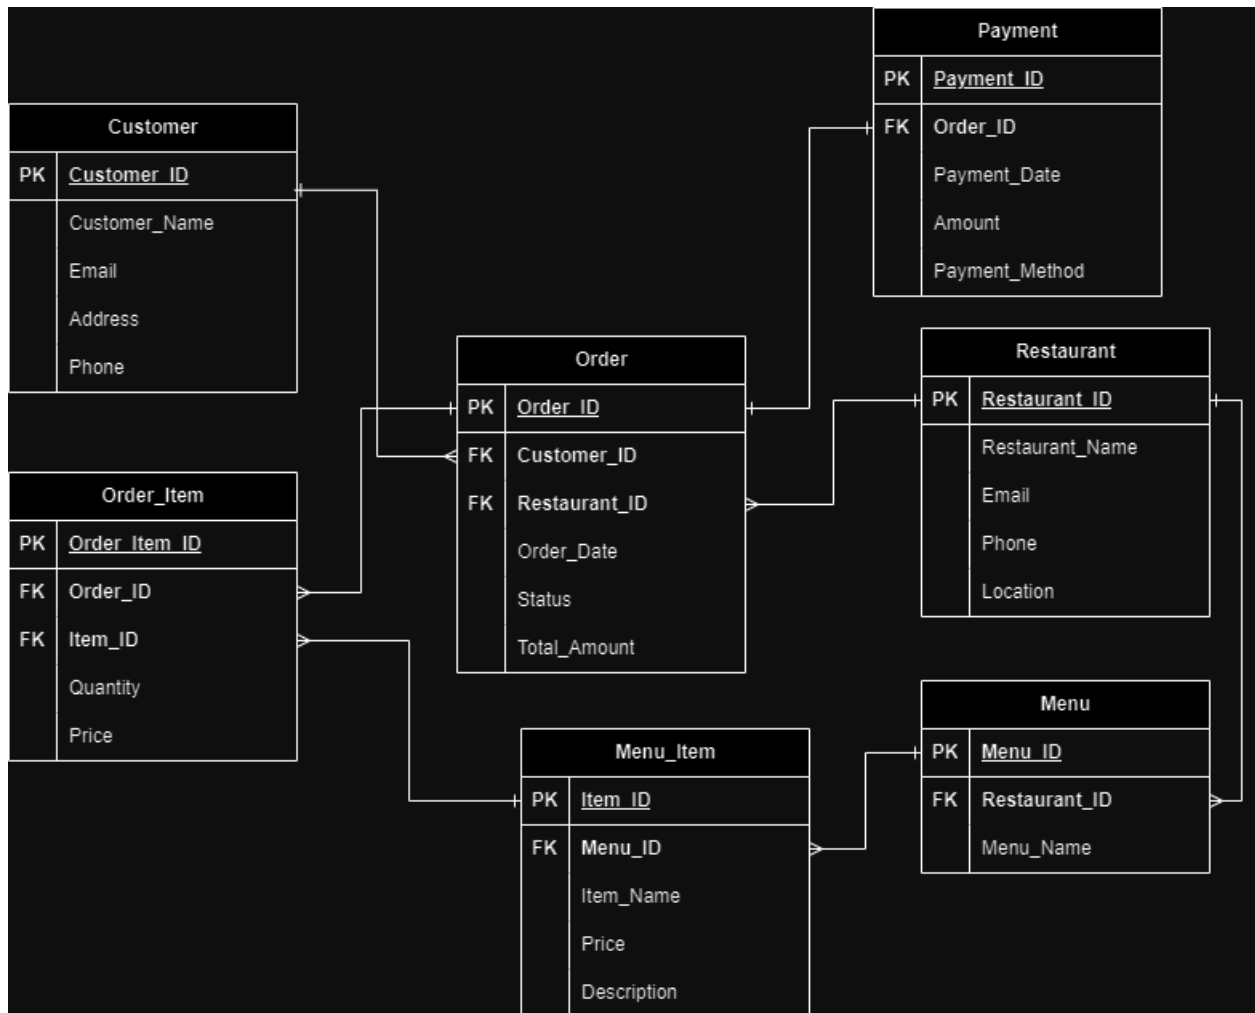 Payment
PK Payment_ID
FK Order_ID
Payment_Date
Amount
Payment_Method
Customer
PK Customer_ID
Customer_Name
Email
Address
Phone
Order
PK Order_ID
FK Customer_ID
FK Restaurant_ID
Order_Date
Status
Total_Amount
Restaurant
PK Restaurant_ID
Restaurant_Name
Email
Phone
Location
Order_Item
PK Order_Item_ID
FK Order_ID
FK Item_ID
Quantity
Price
Menu_Item
PK Item_ID
FK Menu_ID
Item_Name
Price
Description
Menu
PK Menu_ID
FK Restaurant_ID
Menu_Name